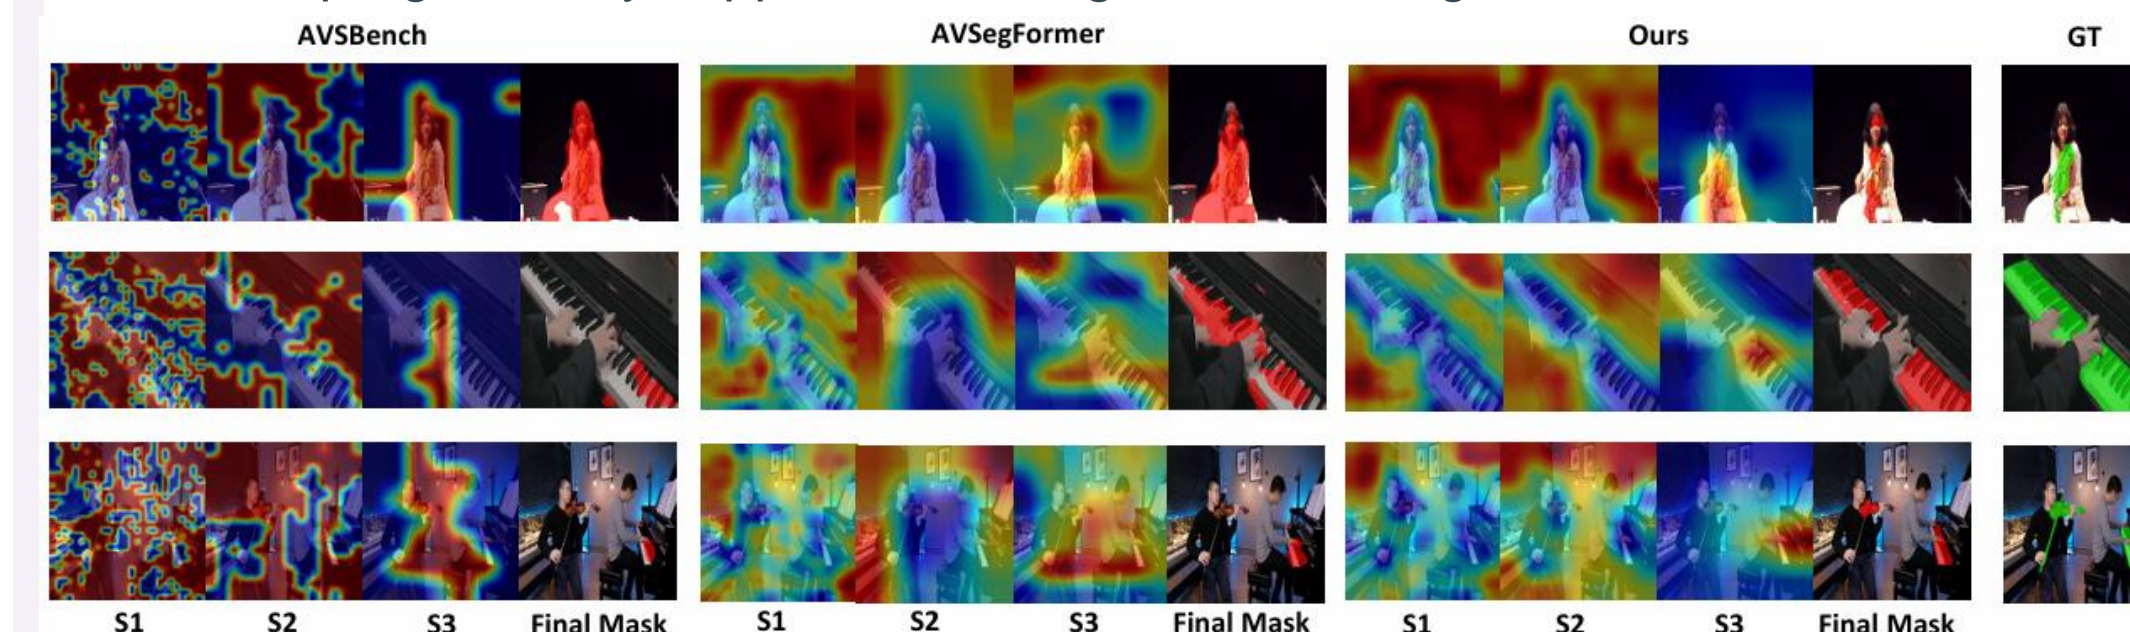 AVSBench AVSegFormer Ours GT
S1 S2 S3 Final Mask S1 S2 S3 Final Mask S1 S2 S3 Final Mask